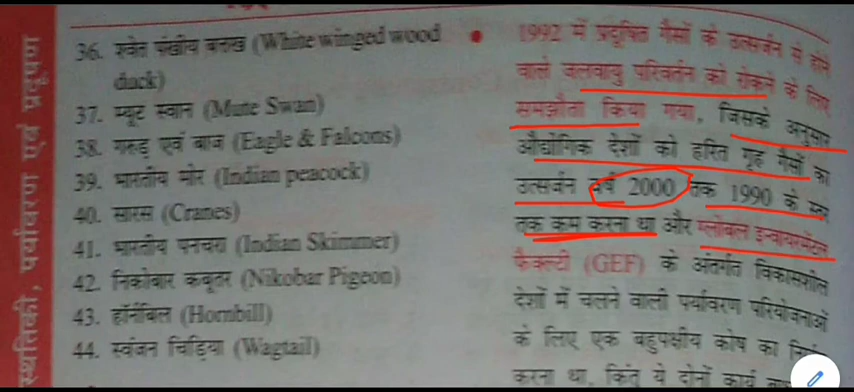 स्थितिकी, पर्यावरण एवं प्रदूषण
36. श्वेत पंखीय बत्तख (White winged wood
duck)
37. म्यूट स्वान (Mute Swan)
38. गरुड़ एवं बाज (Eagle & Falcons)
39. भारतीय मोर (Indian peacock)
40. सारस (Cranes)
41. भारतीय पनचरा (Indian Skimmer)
42. निकोबार कबूतर (Nikobar Pigeon)
43. हॉर्नबिल (Hornbill)
44. स्वंजन चिड़िया (Wagtail)
1992 में प्रदूषित गैसों के उत्सर्जन से होने
वाले जलवायु परिवर्तन को रोकने के लिए
समझौता किया गया, जिसके अनुसार
औद्योगिक देशों को हरित गृह गैसों का
उत्सर्जन वर्ष 2000 तक 1990 के स्तर
तक कम करना था और ग्लोबल इन्वायरमेंटल
फैक्ल्टी (GEF) के अंतर्गत विकासशील
देशों में चलने वाली पर्यावरण परियोजनाओं
के लिए एक बहुपक्षीय कोष का
करना था, किंतु ये दोनों कार्य